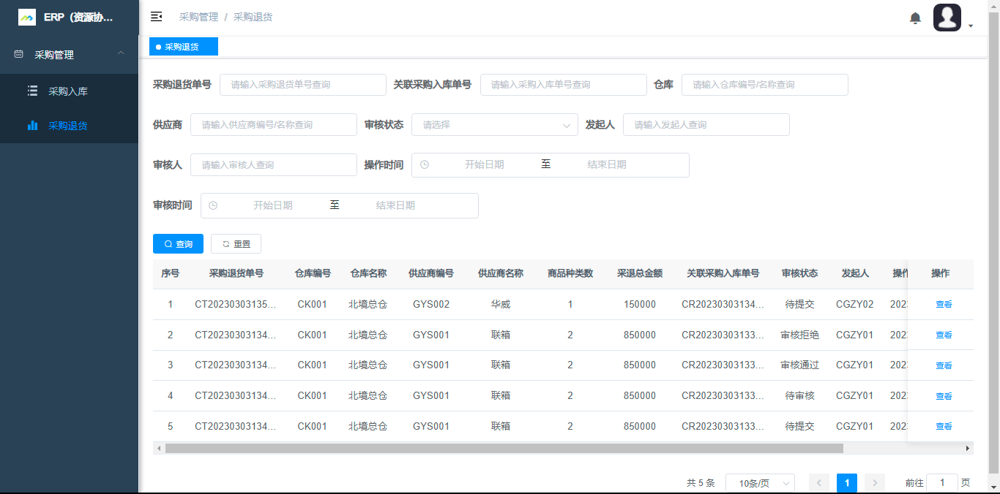 ERP（资源协...
采购管理 / 采购退货
采购管理
采购退货
采购入库
采购退货
采购退货单号 请输入采购退货单号查询 关联采购入库单号 请输入采购入库单号查询 仓库 请输入仓库编号/名称查询
供应商 请输入供应商编号/名称查询 审核状态 请选择 发起人 请输入发起人查询
审核人 请输入审核人查询 操作时间 开始日期 至 结束日期
审核时间 开始日期 至 结束日期
查询 重置
序号 采购退货单号 仓库编号 仓库名称 供应商编号 供应商名称 商品种类数 采退总金额 关联采购入库单号 审核状态 发起人 操作 操作
1 CT20230303135... CK001 北境总仓 GYS002 华威 1 150000 CR20230303134... 待提交 CGZY02 202 查看
2 CT20230303134... CK001 北境总仓 GYS001 联箱 2 850000 CR20230303133... 审核拒绝 CGZY01 202 查看
3 CT20230303134... CK001 北境总仓 GYS001 联箱 2 850000 CR20230303133... 审核通过 CGZY01 202 查看
4 CT20230303134... CK001 北境总仓 GYS001 联箱 2 850000 CR20230303133... 待审核 CGZY01 202 查看
5 CT20230303134... CK001 北境总仓 GYS001 联箱 2 850000 CR20230303133... 待提交 CGZY01 202 查看
共 5 条 10条/页 1 前往 1 页